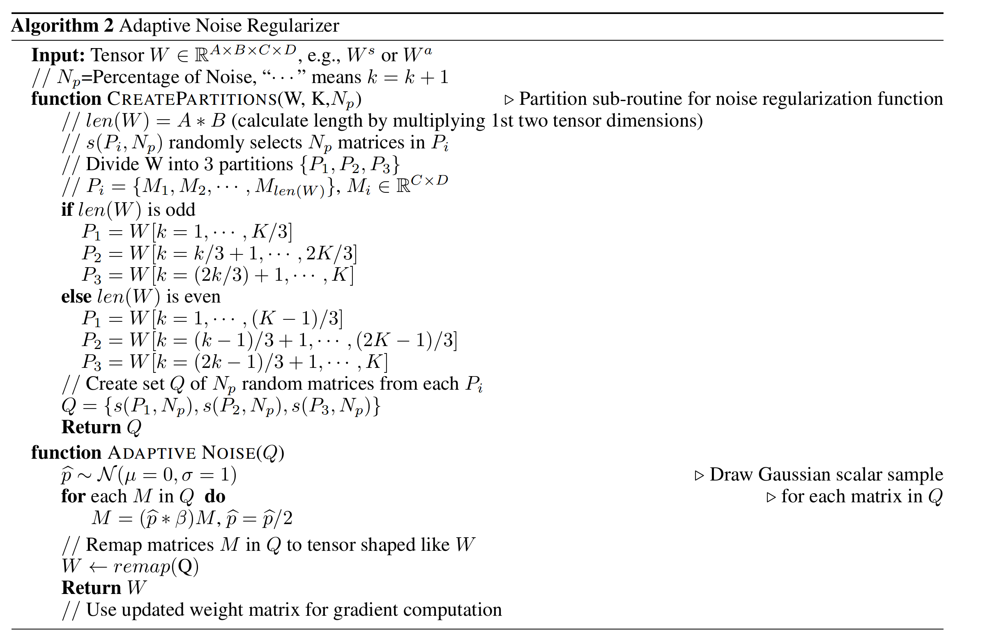 Algorithm 2 Adaptive Noise Regularizer
Input: Tensor $W \in \mathbb{R}^{A \times B \times C \times D}$, e.g., $W^s$ or $W^a$
// $N_p$=Percentage of Noise, “$\cdots$” means $k = k + 1$
function CREATEPARTITIONS(W, K,$N_p$) ▷ Partition sub-routine for noise regularization function
// $len(W) = A * B$ (calculate length by multiplying 1st two tensor dimensions)
// $s(P_i, N_p)$ randomly selects $N_p$ matrices in $P_i$
// Divide W into 3 partitions $\{P_1, P_2, P_3\}$
// $P_i = \{M_1, M_2, \cdots, M_{len(W)}\}$, $M_i \in \mathbb{R}^{C \times D}$
if $len(W)$ is odd
$P_1 = W[k = 1, \cdots, K/3]$
$P_2 = W[k = k/3 + 1, \cdots, 2K/3]$
$P_3 = W[k = (2k/3) + 1, \cdots, K]$
else $len(W)$ is even
$P_1 = W[k = 1, \cdots, (K - 1)/3]$
$P_2 = W[k = (k - 1)/3 + 1, \cdots, (2K - 1)/3]$
$P_3 = W[k = (2k - 1)/3 + 1, \cdots, K]$
// Create set $Q$ of $N_p$ random matrices from each $P_i$
$Q = \{s(P_1, N_p), s(P_2, N_p), s(P_3, N_p)\}$
Return $Q$
function ADAPTIVE NOISE($Q$)
$\widehat{p} \sim \mathcal{N}(\mu = 0, \sigma = 1)$ ▷ Draw Gaussian scalar sample
for each $M$ in $Q$ do ▷ for each matrix in $Q$
$M = (\widehat{p} * \beta)M, \widehat{p} = \widehat{p}/2$
// Remap matrices $M$ in $Q$ to tensor shaped like $W$
$W \leftarrow remap$(Q)
Return $W$
// Use updated weight matrix for gradient computation